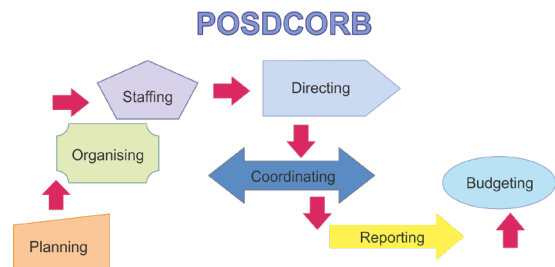 POSDCORB
Staffing
Directing
Organising
Coordinating
Budgeting
Planning
Reporting